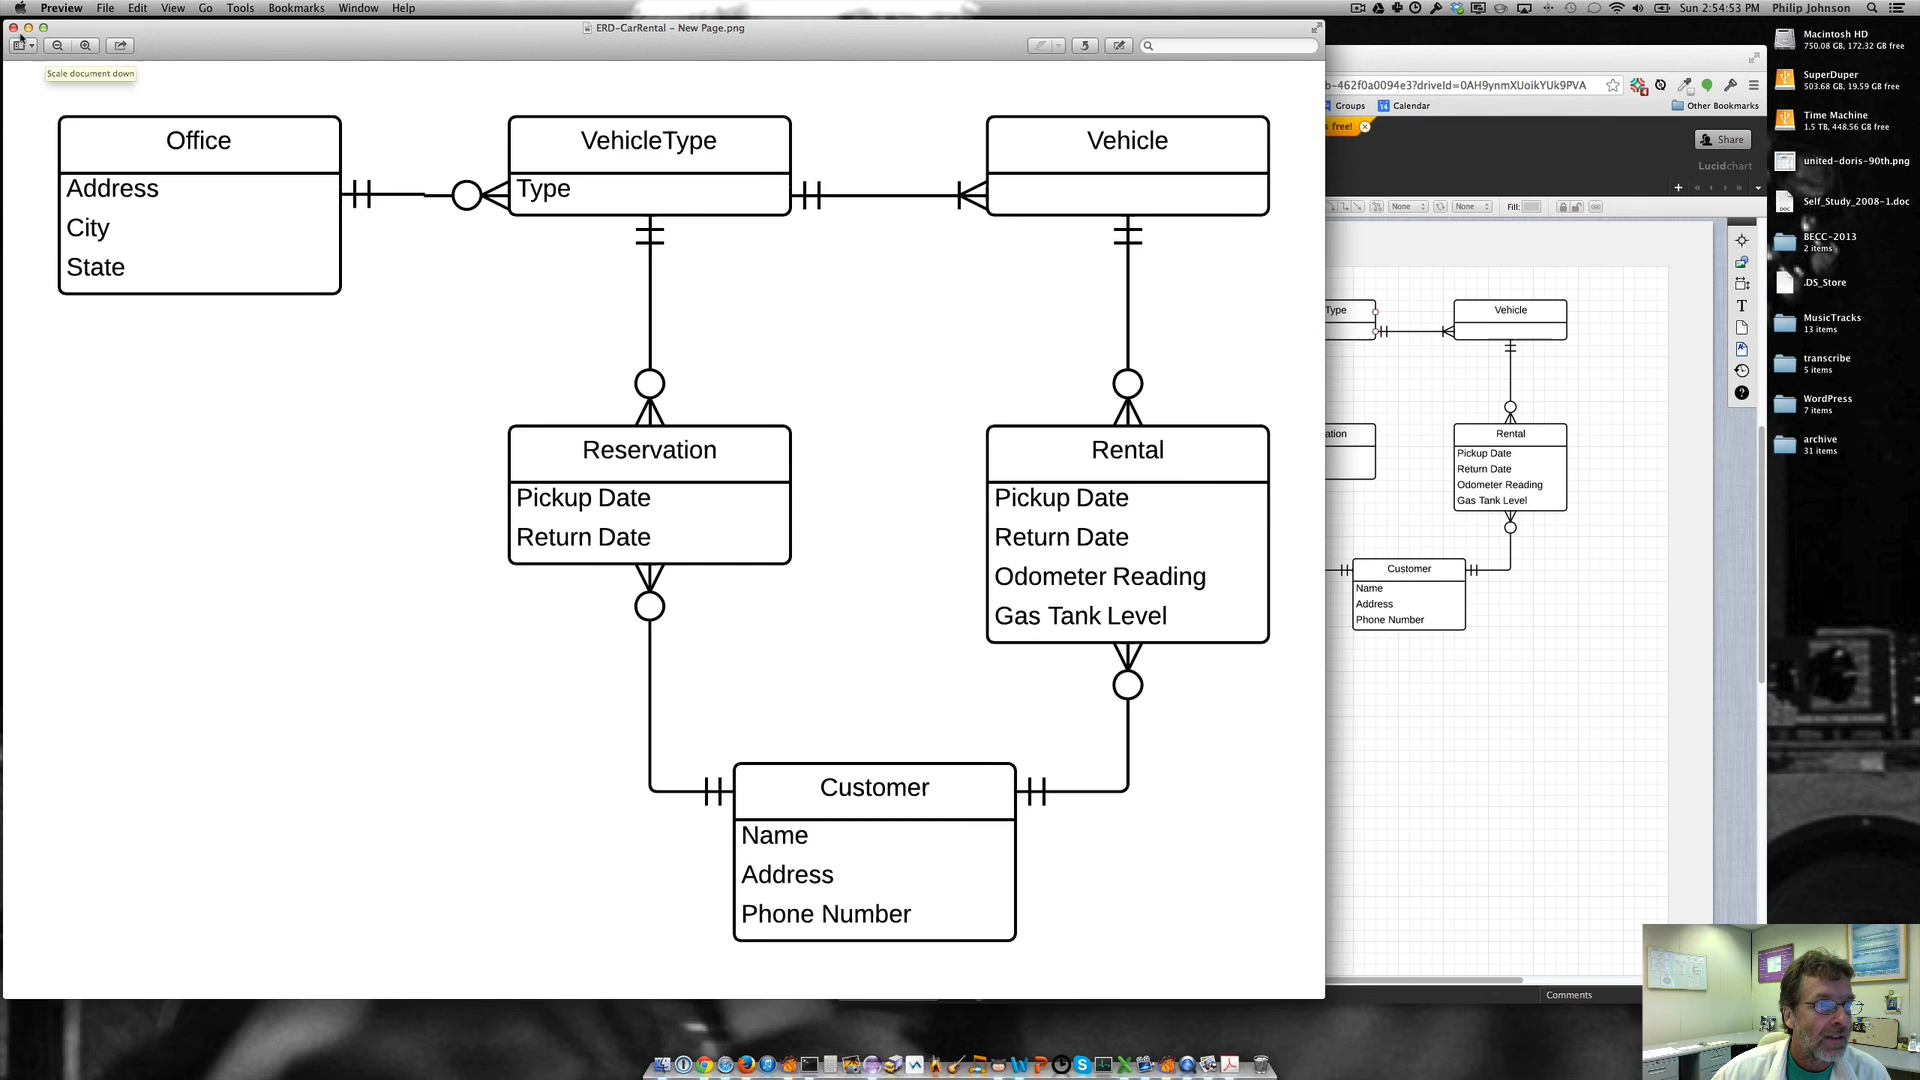 Preview File Edit View Go Tools Bookmarks Window Help
Sun 2:54:53 PM Philip Johnson
ERD-CarRental – New Page.png
Scale document down
Office
Address
City
State
VehicleType
Type
Vehicle
Reservation
Pickup Date
Return Date
Rental
Pickup Date
Return Date
Odometer Reading
Gas Tank Level
Customer
Name
Address
Phone Number
b-462f0a0094e3?driveId=0AH9ynmXUoikYUk9PVA
Groups
14 Calendar
Other Bookmarks
s free!
Share
Lucidchart
None
None
Fill:
Type
Vehicle
ation
Rental
Pickup Date
Return Date
Odometer Reading
Gas Tank Level
Customer
Name
Address
Phone Number
Comments
Macintosh HD
750.08 GB, 172.32 GB free
SuperDuper
503.68 GB, 19.59 GB free
Time Machine
1.5 TB, 448.56 GB free
united-doris-90th.png
Self_Study_2008-1.doc
BECC-2013
2 items
.DS_Store
MusicTracks
13 items
transcribe
5 items
WordPress
7 items
archive
31 items